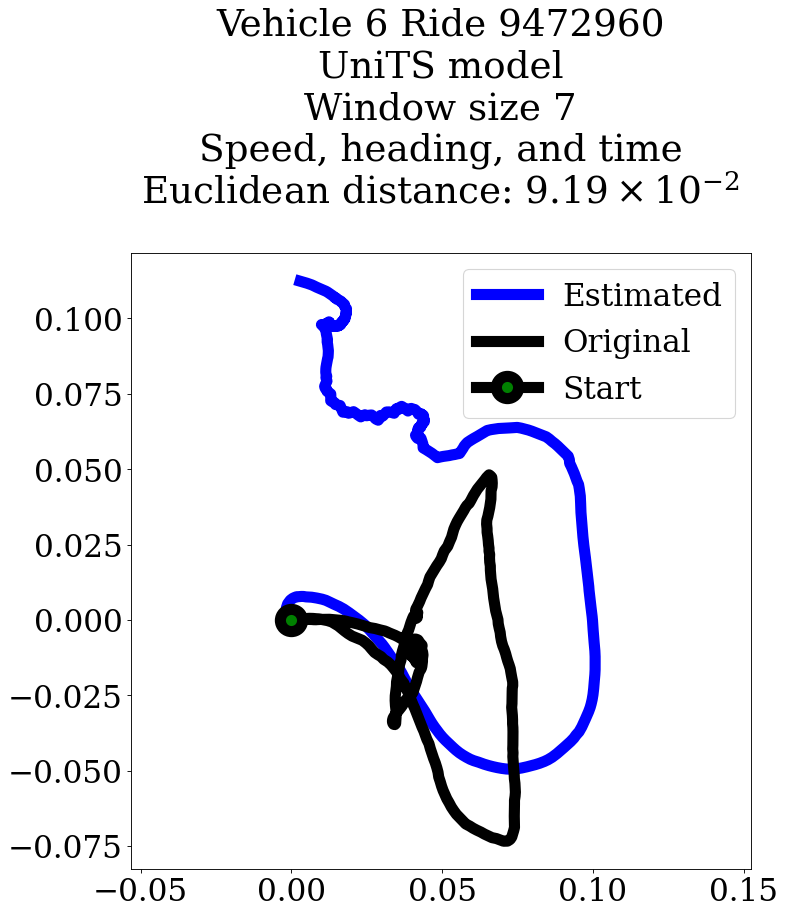 Vehicle 6 Ride 9472960
UniTS model
Window size 7
Speed, heading, and time
Euclidean distance: 9.19 × 10⁻²
Estimated
Original
Start
0.100
0.075
0.050
0.025
0.000
−0.025
−0.050
−0.075
−0.05 0.00 0.05 0.10 0.15